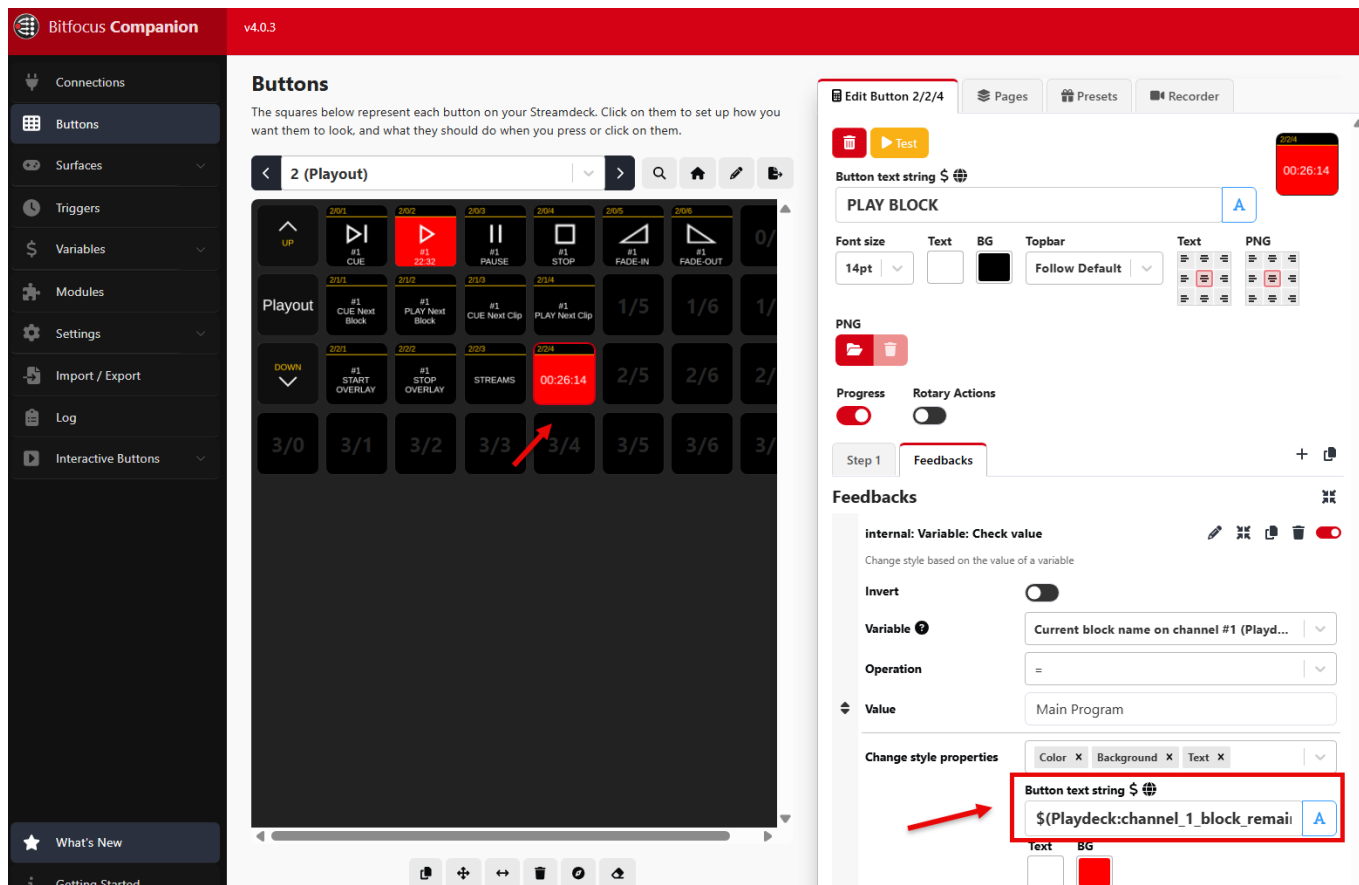 Bitfocus Companion
v4.0.3
Connections
Buttons
Surfaces
Triggers
Variables
Modules
Settings
Import / Export
Log
Interactive Buttons
What's New
Getting Started
Buttons
The squares below represent each button on your Streamdeck. Click on them to set up how you
want them to look, and what they should do when you press or click on them.
2 (Playout)
UP
2/0/1
#1
CUE
2/0/2
#1
22:32
2/0/3
#1
PAUSE
2/0/4
#1
STOP
2/0/5
#1
FADE-IN
2/0/6
#1
FADE-OUT
0/
Playout
2/1/1
#1
CUE Next
Block
2/1/2
#1
PLAY Next
Block
2/1/3
#1
CUE Next Clip
2/1/4
#1
PLAY Next Clip
1/5
1/6
1/
DOWN
2/2/1
#1
START
OVERLAY
2/2/2
#1
STOP
OVERLAY
2/2/3
STREAMS
2/2/4
00:26:14
2/5
2/6
2/
3/0
3/1
3/2
3/3
3/4
3/5
3/6
3/
Edit Button 2/2/4
Pages
Presets
Recorder
Test
2/2/4
00:26:14
Button text string $
PLAY BLOCK
A
Font size
Text
BG
Topbar
Text
PNG
14pt
Follow Default
PNG
Progress
Rotary Actions
Step 1
Feedbacks
Feedbacks
internal: Variable: Check value
Change style based on the value of a variable
Invert
Variable ?
Current block name on channel #1 (Playd...
Operation
=
Value
Main Program
Change style properties
Color x
Background x
Text x
Button text string $
$(Playdeck:channel_1_block_remai
A
Text
BG